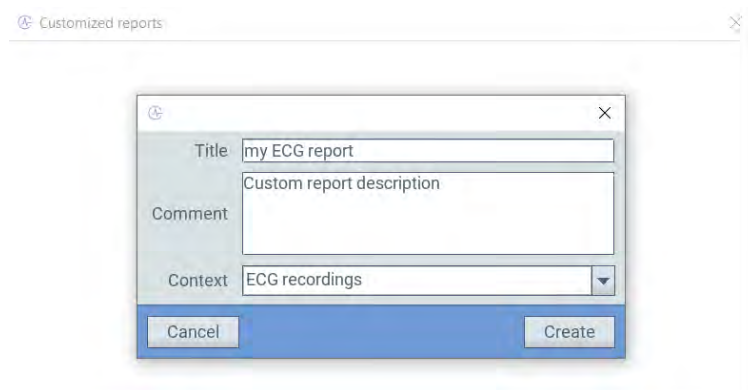 Customized reports
Title my ECG report
Comment Custom report description
Context ECG recordings
Cancel Create